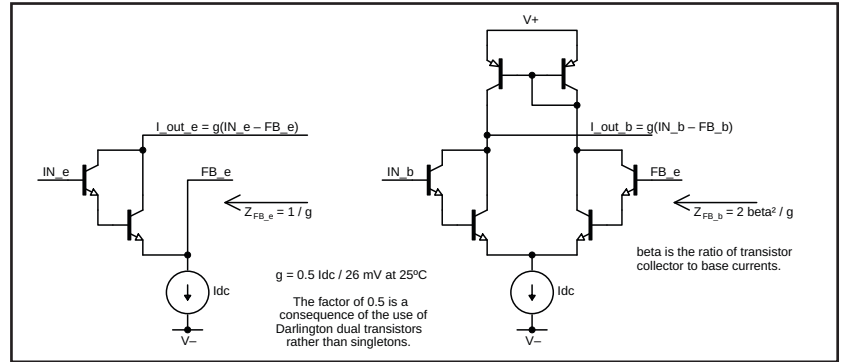 V+
I_out_e = g(IN_e – FB_e)
I_out_b = g(IN_b – FB_b)
IN_e
FB_e
IN_b
FB_e
Z FB_e = 1 / g
Z FB_b = 2 beta² / g
beta is the ratio of transistor
collector to base currents.
g = 0.5 Idc / 26 mV at 25ºC
Idc
Idc
The factor of 0.5 is a
consequence of the use of
Darlington dual transistors
rather than singletons.
V–
V–